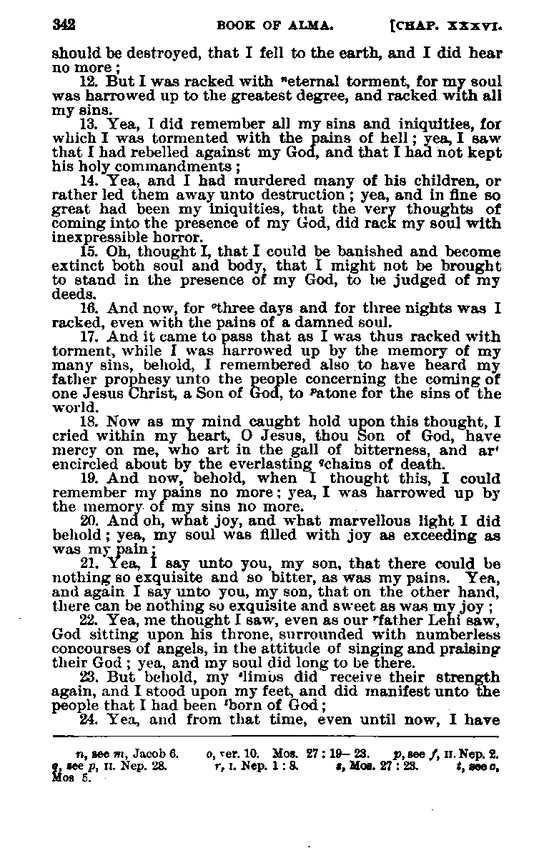 342 BOOK OF ALMA. [CHAP. XXXVI.
should be destroyed, that I fell to the earth, and I did hear
no more;
12. But I was racked with ⁿeternal torment, for my soul
was harrowed up to the greatest degree, and racked with all
my sins.
13. Yea, I did remember all my sins and iniquities, for
which I was tormented with the pains of hell; yea, I saw
that I had rebelled against my God, and that I had not kept
his holy commandments;
14. Yea, and I had murdered many of his children, or
rather led them away unto destruction; yea, and in fine so
great had been my iniquities, that the very thoughts of
coming into the presence of my God, did rack my soul with
inexpressible horror.
15. Oh, thought I, that I could be banished and become
extinct both soul and body, that I might not be brought
to stand in the presence of my God, to be judged of my
deeds.
16. And now, for ᵒthree days and for three nights was I
racked, even with the pains of a damned soul.
17. And it came to pass that as I was thus racked with
torment, while I was harrowed up by the memory of my
many sins, behold, I remembered also to have heard my
father prophesy unto the people concerning the coming of
one Jesus Christ, a Son of God, to ᵖatone for the sins of the
world.
18. Now as my mind caught hold upon this thought, I
cried within my heart, O Jesus, thou Son of God, have
mercy on me, who art in the gall of bitterness, and ar'
encircled about by the everlasting ᑫchains of death.
19. And now, behold, when I thought this, I could
remember my pains no more; yea, I was harrowed up by
the memory of my sins no more.
20. And oh, what joy, and what marvellous light I did
behold; yea, my soul was filled with joy as exceeding as
was my pain;
21. Yea, I say unto you, my son, that there could be
nothing so exquisite and so bitter, as was my pains. Yea,
and again I say unto you, my son, that on the other hand,
there can be nothing so exquisite and sweet as was my joy;
22. Yea, me thought I saw, even as our ʳfather Lehi saw,
God sitting upon his throne, surrounded with numberless
concourses of angels, in the attitude of singing and praising
their God; yea, and my soul did long to be there.
23. But behold, my ˢlimbs did receive their strength
again, and I stood upon my feet, and did manifest unto the
people that I had been ᵗborn of God;
24. Yea, and from that time, even until now, I have
n, see m, Jacob 6. o, ver. 10. Mos. 27 : 19–23. p, see f, II. Nep. 2.
q, see p, II. Nep. 28. r, I. Nep. 1 : 8. s, Mos. 27 : 23. t, see o,
Mos 5.